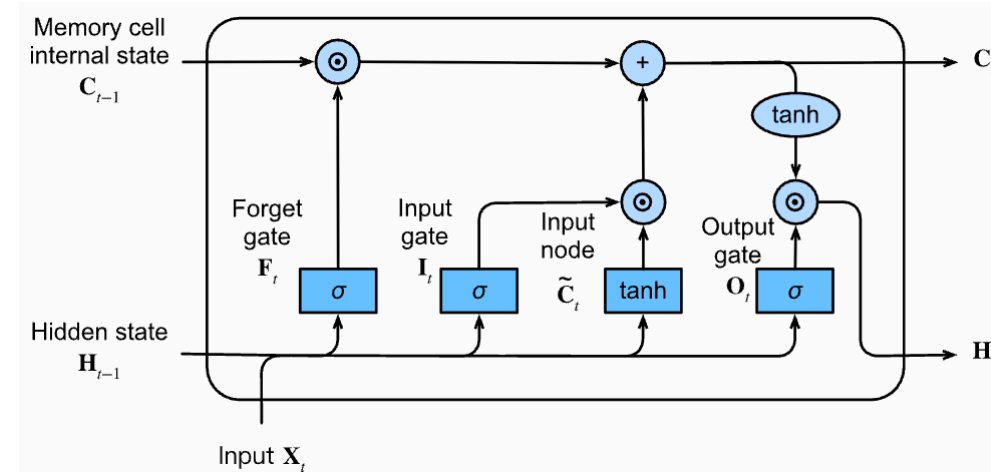 Memory cell
internal state
C_{t−1}
C
tanh
Forget
gate
F_t
Input
gate
I_t
Input
node
C̃_t
Output
gate
O_t
σ
σ
tanh
σ
Hidden state
H_{t−1}
H
Input X_t